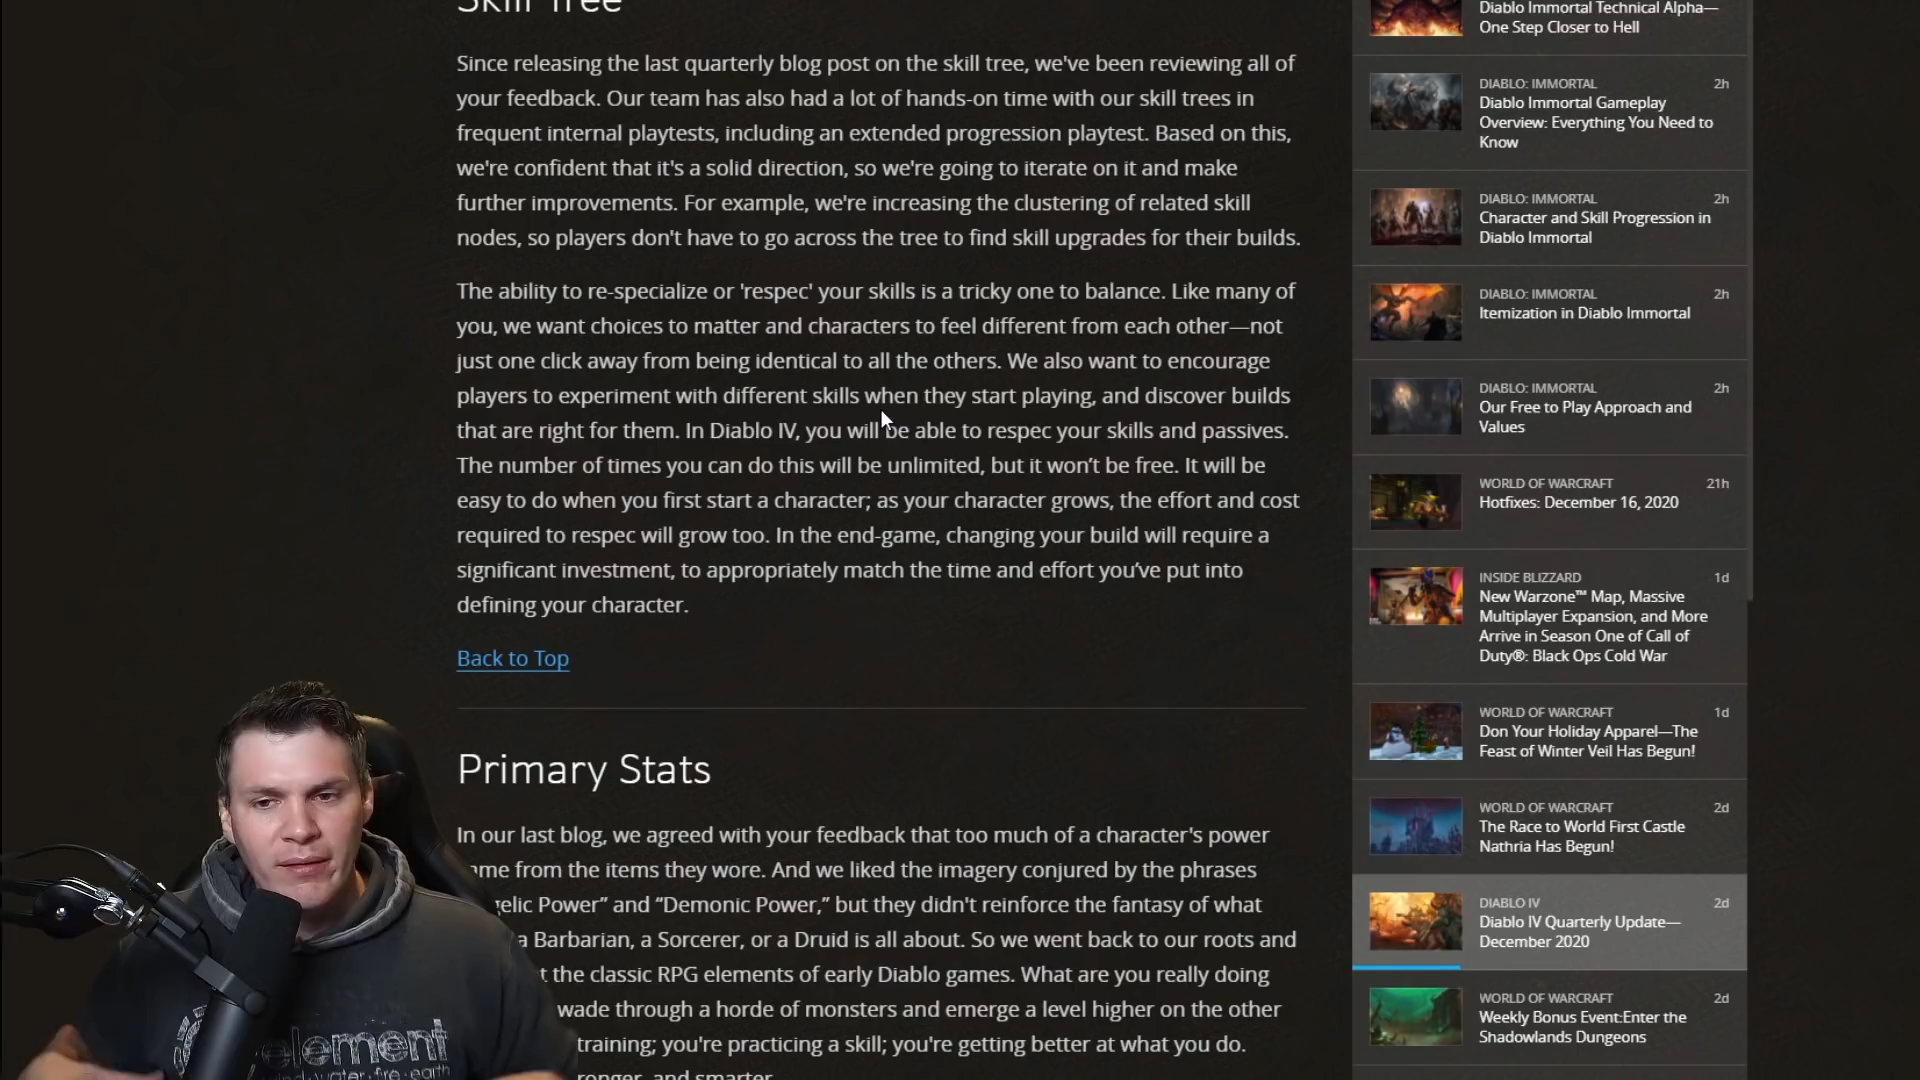 Skill Tree
Since releasing the last quarterly blog post on the skill tree, we've been reviewing all of
your feedback. Our team has also had a lot of hands-on time with our skill trees in
frequent internal playtests, including an extended progression playtest. Based on this,
we're confident that it's a solid direction, so we're going to iterate on it and make
further improvements. For example, we're increasing the clustering of related skill
nodes, so players don't have to go across the tree to find skill upgrades for their builds.
The ability to re-specialize or 'respec' your skills is a tricky one to balance. Like many of
you, we want choices to matter and characters to feel different from each other—not
just one click away from being identical to all the others. We also want to encourage
players to experiment with different skills when they start playing, and discover builds
that are right for them. In Diablo IV, you will be able to respec your skills and passives.
The number of times you can do this will be unlimited, but it won’t be free. It will be
easy to do when you first start a character; as your character grows, the effort and cost
required to respec will grow too. In the end-game, changing your build will require a
significant investment, to appropriately match the time and effort you’ve put into
defining your character.
Back to Top
Primary Stats
In our last blog, we agreed with your feedback that too much of a character's power
ame from the items they wore. And we liked the imagery conjured by the phrases
gelic Power” and “Demonic Power,” but they didn't reinforce the fantasy of what
a Barbarian, a Sorcerer, or a Druid is all about. So we went back to our roots and
t the classic RPG elements of early Diablo games. What are you really doing
wade through a horde of monsters and emerge a level higher on the other
training; you're practicing a skill; you're getting better at what you do.
ronger, and smarter.
Diablo Immortal Technical Alpha—
One Step Closer to Hell
DIABLO: IMMORTAL 2h
Diablo Immortal Gameplay
Overview: Everything You Need to
Know
DIABLO: IMMORTAL 2h
Character and Skill Progression in
Diablo Immortal
DIABLO: IMMORTAL 2h
Itemization in Diablo Immortal
DIABLO: IMMORTAL 2h
Our Free to Play Approach and
Values
WORLD OF WARCRAFT 21h
Hotfixes: December 16, 2020
INSIDE BLIZZARD 1d
New Warzone™ Map, Massive
Multiplayer Expansion, and More
Arrive in Season One of Call of
Duty®: Black Ops Cold War
WORLD OF WARCRAFT 1d
Don Your Holiday Apparel—The
Feast of Winter Veil Has Begun!
WORLD OF WARCRAFT 2d
The Race to World First Castle
Nathria Has Begun!
DIABLO IV 2d
Diablo IV Quarterly Update—
December 2020
WORLD OF WARCRAFT 2d
Weekly Bonus Event:Enter the
Shadowlands Dungeons
element
wind·water·fire·earth